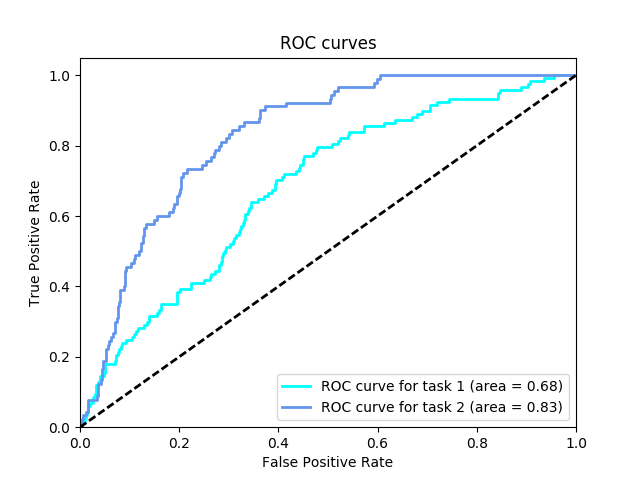 ROC curves
True Positive Rate
1.0
0.8
0.6
0.4
0.2
0.0
0.0 0.2 0.4 0.6 0.8 1.0
False Positive Rate
ROC curve for task 1 (area = 0.68)
ROC curve for task 2 (area = 0.83)